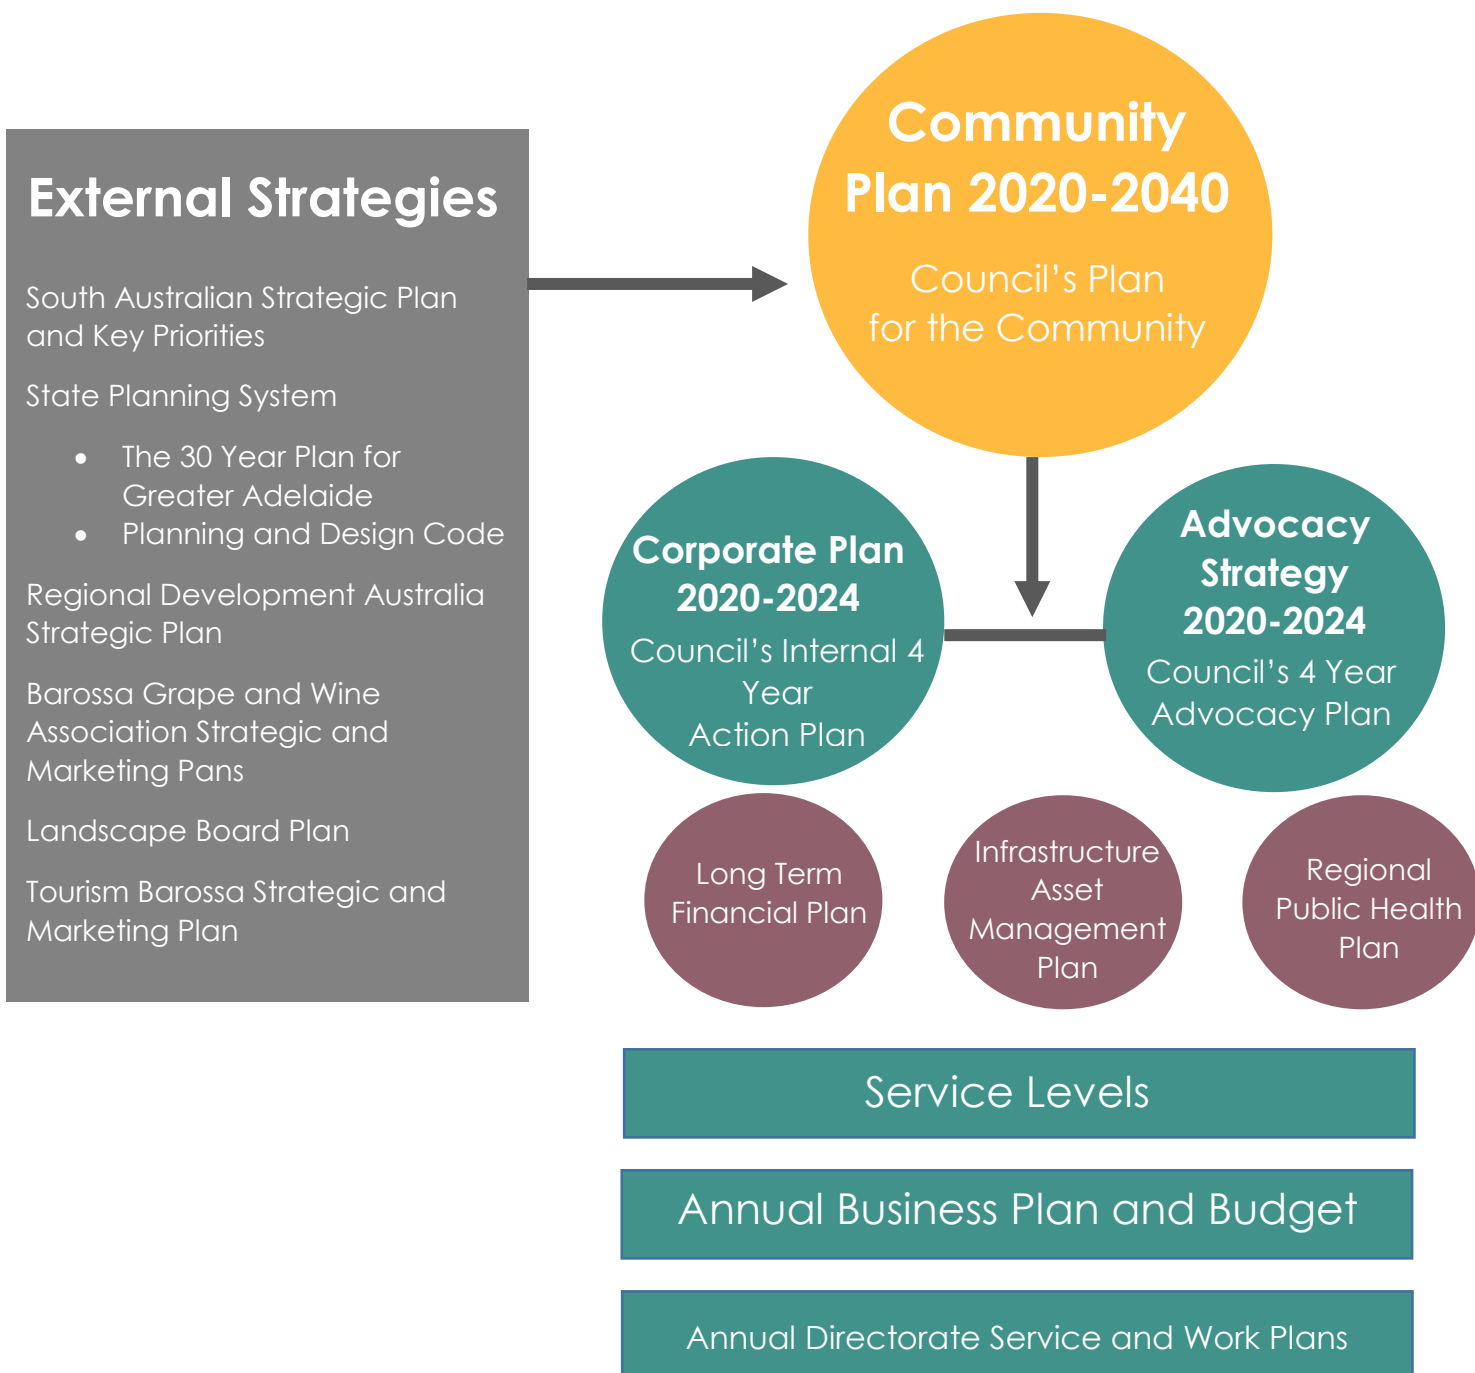 External Strategies
South Australian Strategic Plan
and Key Priorities
State Planning System
• The 30 Year Plan for
Greater Adelaide
• Planning and Design Code
Regional Development Australia
Strategic Plan
Barossa Grape and Wine
Association Strategic and
Marketing Pans
Landscape Board Plan
Tourism Barossa Strategic and
Marketing Plan
Community
Plan 2020-2040
Council's Plan
for the Community
Corporate Plan
2020-2024
Council's Internal 4
Year
Action Plan
Advocacy
Strategy
2020-2024
Council's 4 Year
Advocacy Plan
Long Term
Financial Plan
Infrastructure
Asset
Management
Plan
Regional
Public Health
Plan
Service Levels
Annual Business Plan and Budget
Annual Directorate Service and Work Plans